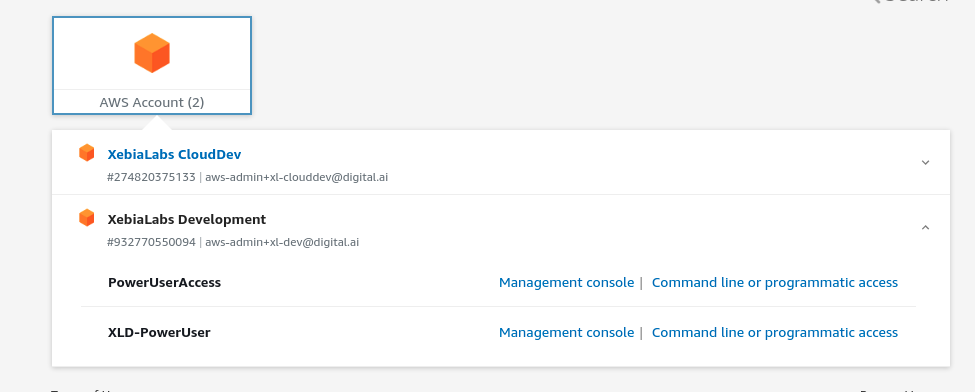 AWS Account (2)
XebiaLabs CloudDev
#274820375133 | aws-admin+xl-clouddev@digital.ai
XebiaLabs Development
#932770550094 | aws-admin+xl-dev@digital.ai
PowerUserAccess Management console | Command line or programmatic access
XLD-PowerUser Management console | Command line or programmatic access